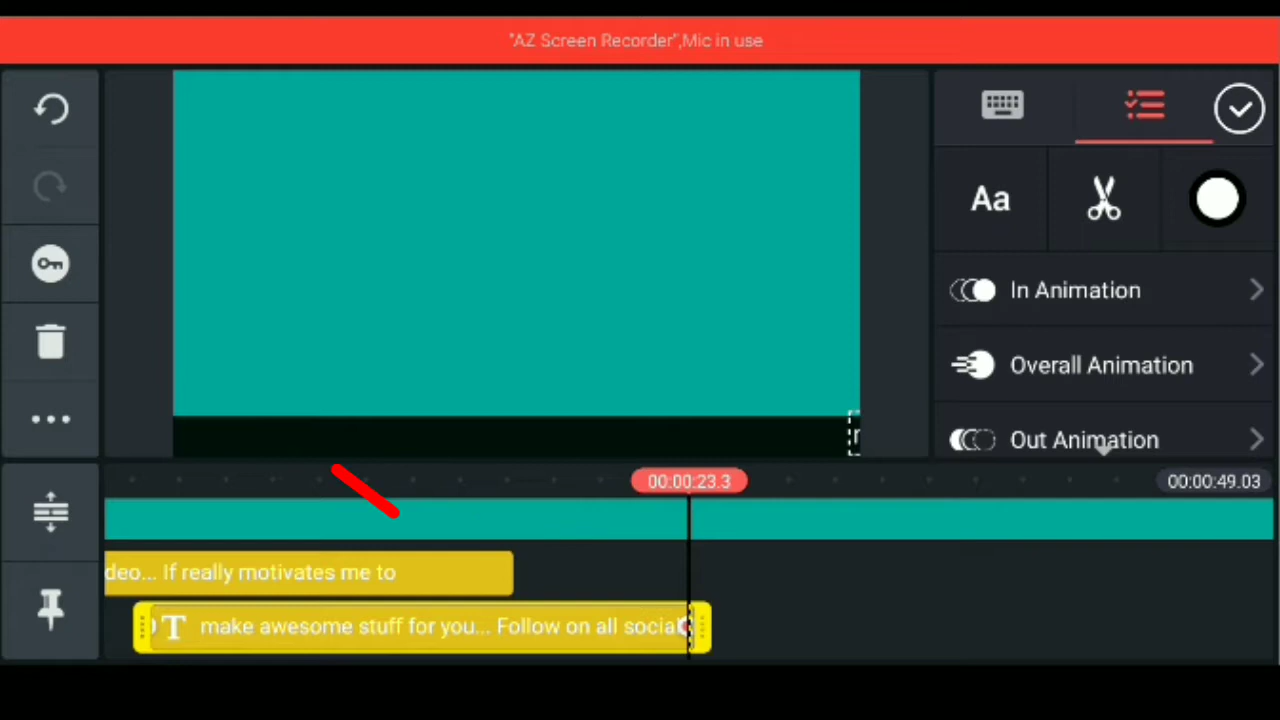 "AZ Screen Recorder",Mic in use
Aa
In Animation
Overall Animation
Out Animation
00:00:23.3
00:00:49.03
deo... If really motivates me to
T make awesome stuff for you... Follow on all social